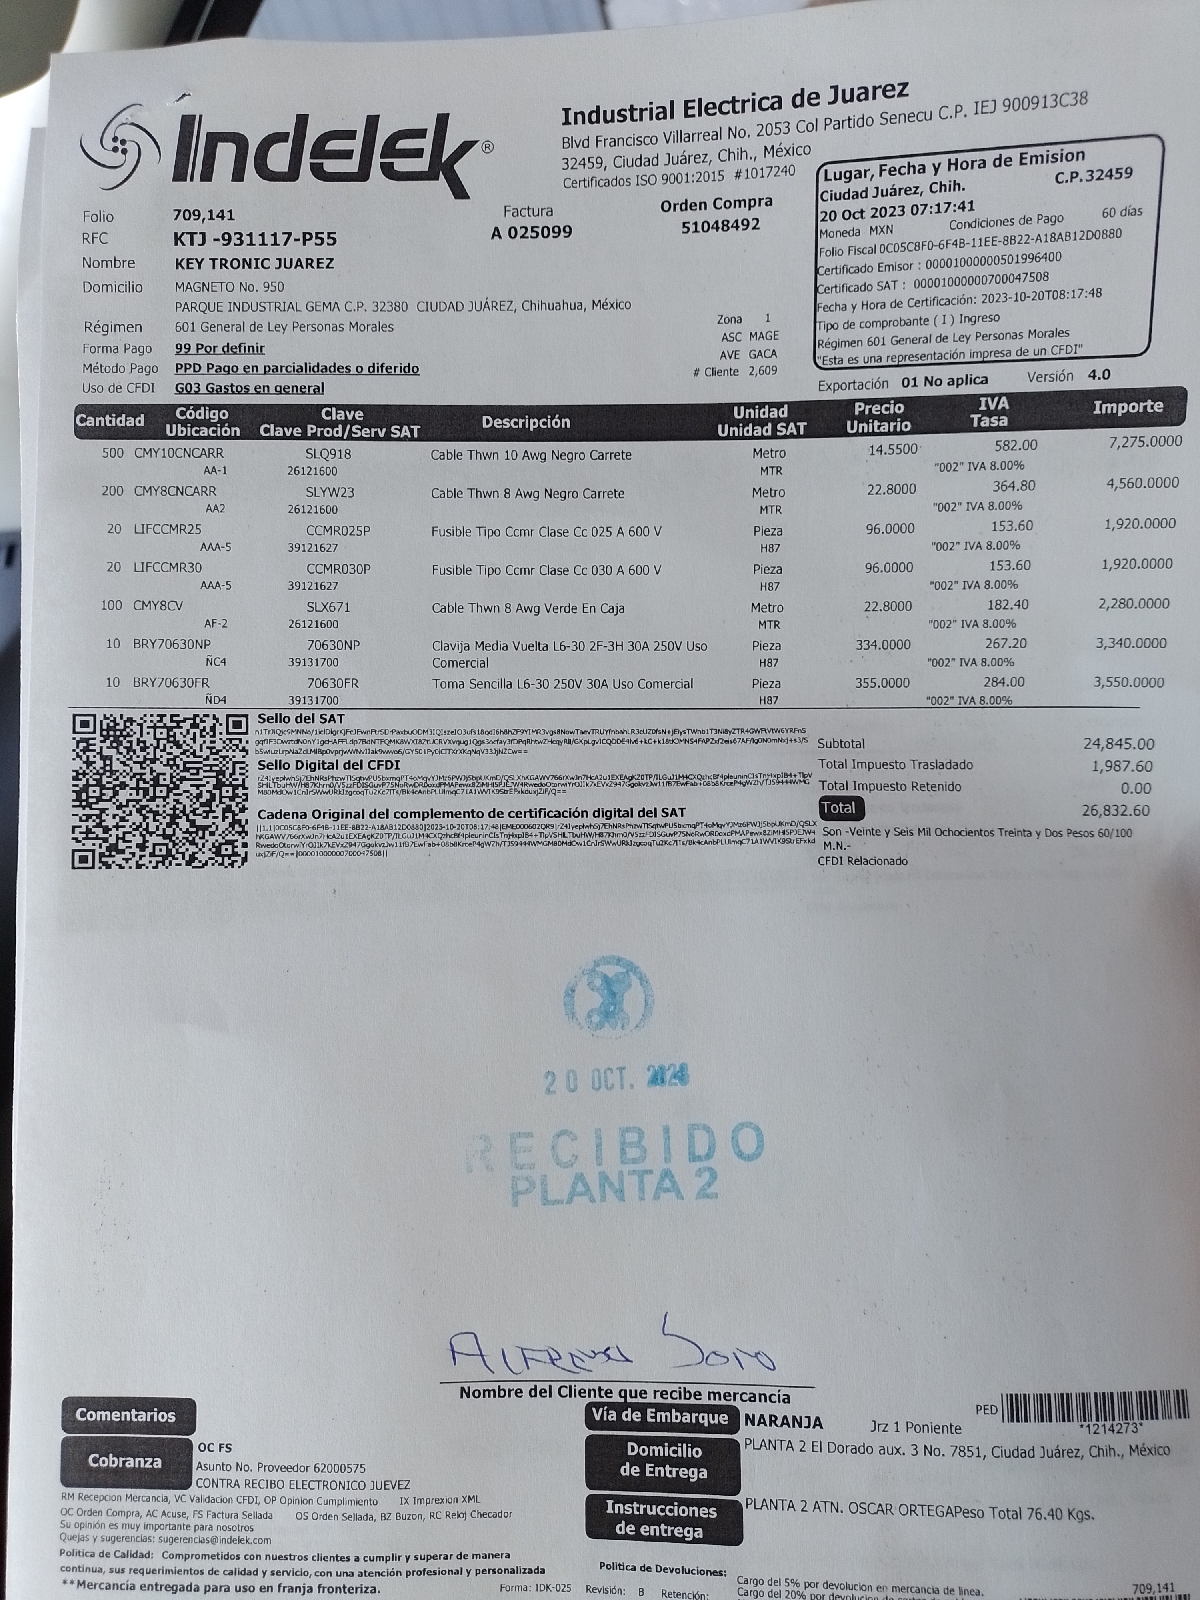 Indelek®
Industrial Electrica de Juarez
Blvd Francisco Villarreal No. 2053 Col Partido Senecu C.P. IEJ 900913C38
32459, Ciudad Juárez, Chih., México
Certificados ISO 9001:2015 #1017240
Lugar, Fecha y Hora de Emision
Ciudad Juárez, Chih. C.P.32459
20 Oct 2023 07:17:41
Moneda MXN Condiciones de Pago 60 días
Folio Fiscal 0C05C8F0-6F4B-11EE-8B22-A18AB12D0880
Certificado Emisor : 00001000000501996400
Certificado SAT : 00001000000700047508
Fecha y Hora de Certificación: 2023-10-20T08:17:48
Tipo de comprobante ( I ) Ingreso
Régimen 601 General de Ley Personas Morales
"Esta es una representación impresa de un CFDI"
Folio 709,141
Factura
A 025099
Orden Compra
51048492
RFC KTJ -931117-P55
Nombre KEY TRONIC JUAREZ
Domicilio MAGNETO No. 950
PARQUE INDUSTRIAL GEMA C.P. 32380 CIUDAD JUÁREZ, Chihuahua, México
Régimen 601 General de Ley Personas Morales
Forma Pago 99 Por definir
Método Pago PPD Pago en parcialidades o diferido
Uso de CFDI G03 Gastos en general
Zona 1
ASC MAGE
AVE GACA
# Cliente 2,609
Exportación 01 No aplica Versión 4.0
Cantidad Código Ubicación Clave Clave Prod/Serv SAT Descripción Unidad Unidad SAT Precio Unitario IVA Tasa Importe
500 CMY10CNCARR SLQ918 Cable Thwn 10 Awg Negro Carrete Metro 14.5500 582.00 7,275.0000
AA-1 26121600 MTR "002" IVA 8.00%
200 CMY8CNCARR SLYW23 Cable Thwn 8 Awg Negro Carrete Metro 22.8000 364.80 4,560.0000
AA2 26121600 MTR "002" IVA 8.00%
20 LIFCCMR25 CCMR025P Fusible Tipo Ccmr Clase Cc 025 A 600 V Pieza 96.0000 153.60 1,920.0000
AAA-5 39121627 H87 "002" IVA 8.00%
20 LIFCCMR30 CCMR030P Fusible Tipo Ccmr Clase Cc 030 A 600 V Pieza 96.0000 153.60 1,920.0000
AAA-5 39121627 H87 "002" IVA 8.00%
100 CMY8CV SLX671 Cable Thwn 8 Awg Verde En Caja Metro 22.8000 182.40 2,280.0000
AF-2 26121600 MTR "002" IVA 8.00%
10 BRY70630NP 70630NP Clavija Media Vuelta L6-30 2F-3H 30A 250V Uso Pieza 334.0000 267.20 3,340.0000
ÑC4 39131700 Comercial H87 "002" IVA 8.00%
10 BRY70630FR 70630FR Toma Sencilla L6-30 250V 30A Uso Comercial Pieza 355.0000 284.00 3,550.0000
ÑD4 39131700 H87 "002" IVA 8.00%
Sello del SAT
Sello Digital del CFDI
Cadena Original del complemento de certificación digital del SAT
Subtotal 24,845.00
Total Impuesto Trasladado 1,987.60
Total Impuesto Retenido 0.00
Total 26,832.60
Son -Veinte y Seis Mil Ochocientos Treinta y Dos Pesos 60/100
M.N.-
CFDI Relacionado
20 OCT.
RECIBIDO
PLANTA 2
Soto
Nombre del Cliente que recibe mercancía
Comentarios
Cobranza
OC FS
Asunto No. Proveedor 62000575
CONTRA RECIBO ELECTRONICO JUEVEZ
RM Recepcion Mercancia, VC Validacion CFDI, OP Opinion Cumplimiento IX Imprexion XML
OC Orden Compra, AC Acuse, FS Factura Sellada OS Orden Sellada, BZ Buzon, RC Reloj Checador
Su opinión es muy importante para nosotros
Quejas y sugerencias: sugerencias@indelek.com
Politica de Calidad: Comprometidos con nuestros clientes a cumplir y superar de manera
continua, sus requerimientos de calidad y servicio, con una atención profesional y personalizada
**Mercancía entregada para uso en franja fronteriza.
Forma: IDK-025 Revisión: B Retención:
Vía de Embarque NARANJA Jrz 1 Poniente PED *1214273*
Domicilio de Entrega PLANTA 2 El Dorado aux. 3 No. 7851, Ciudad Juárez, Chih., México
Instrucciones de entrega PLANTA 2 ATN. OSCAR ORTEGAPeso Total 76.40 Kgs.
Politica de Devoluciones: Cargo del 5% por devolucion en mercancia de linea.
Cargo del 20% por
709,141